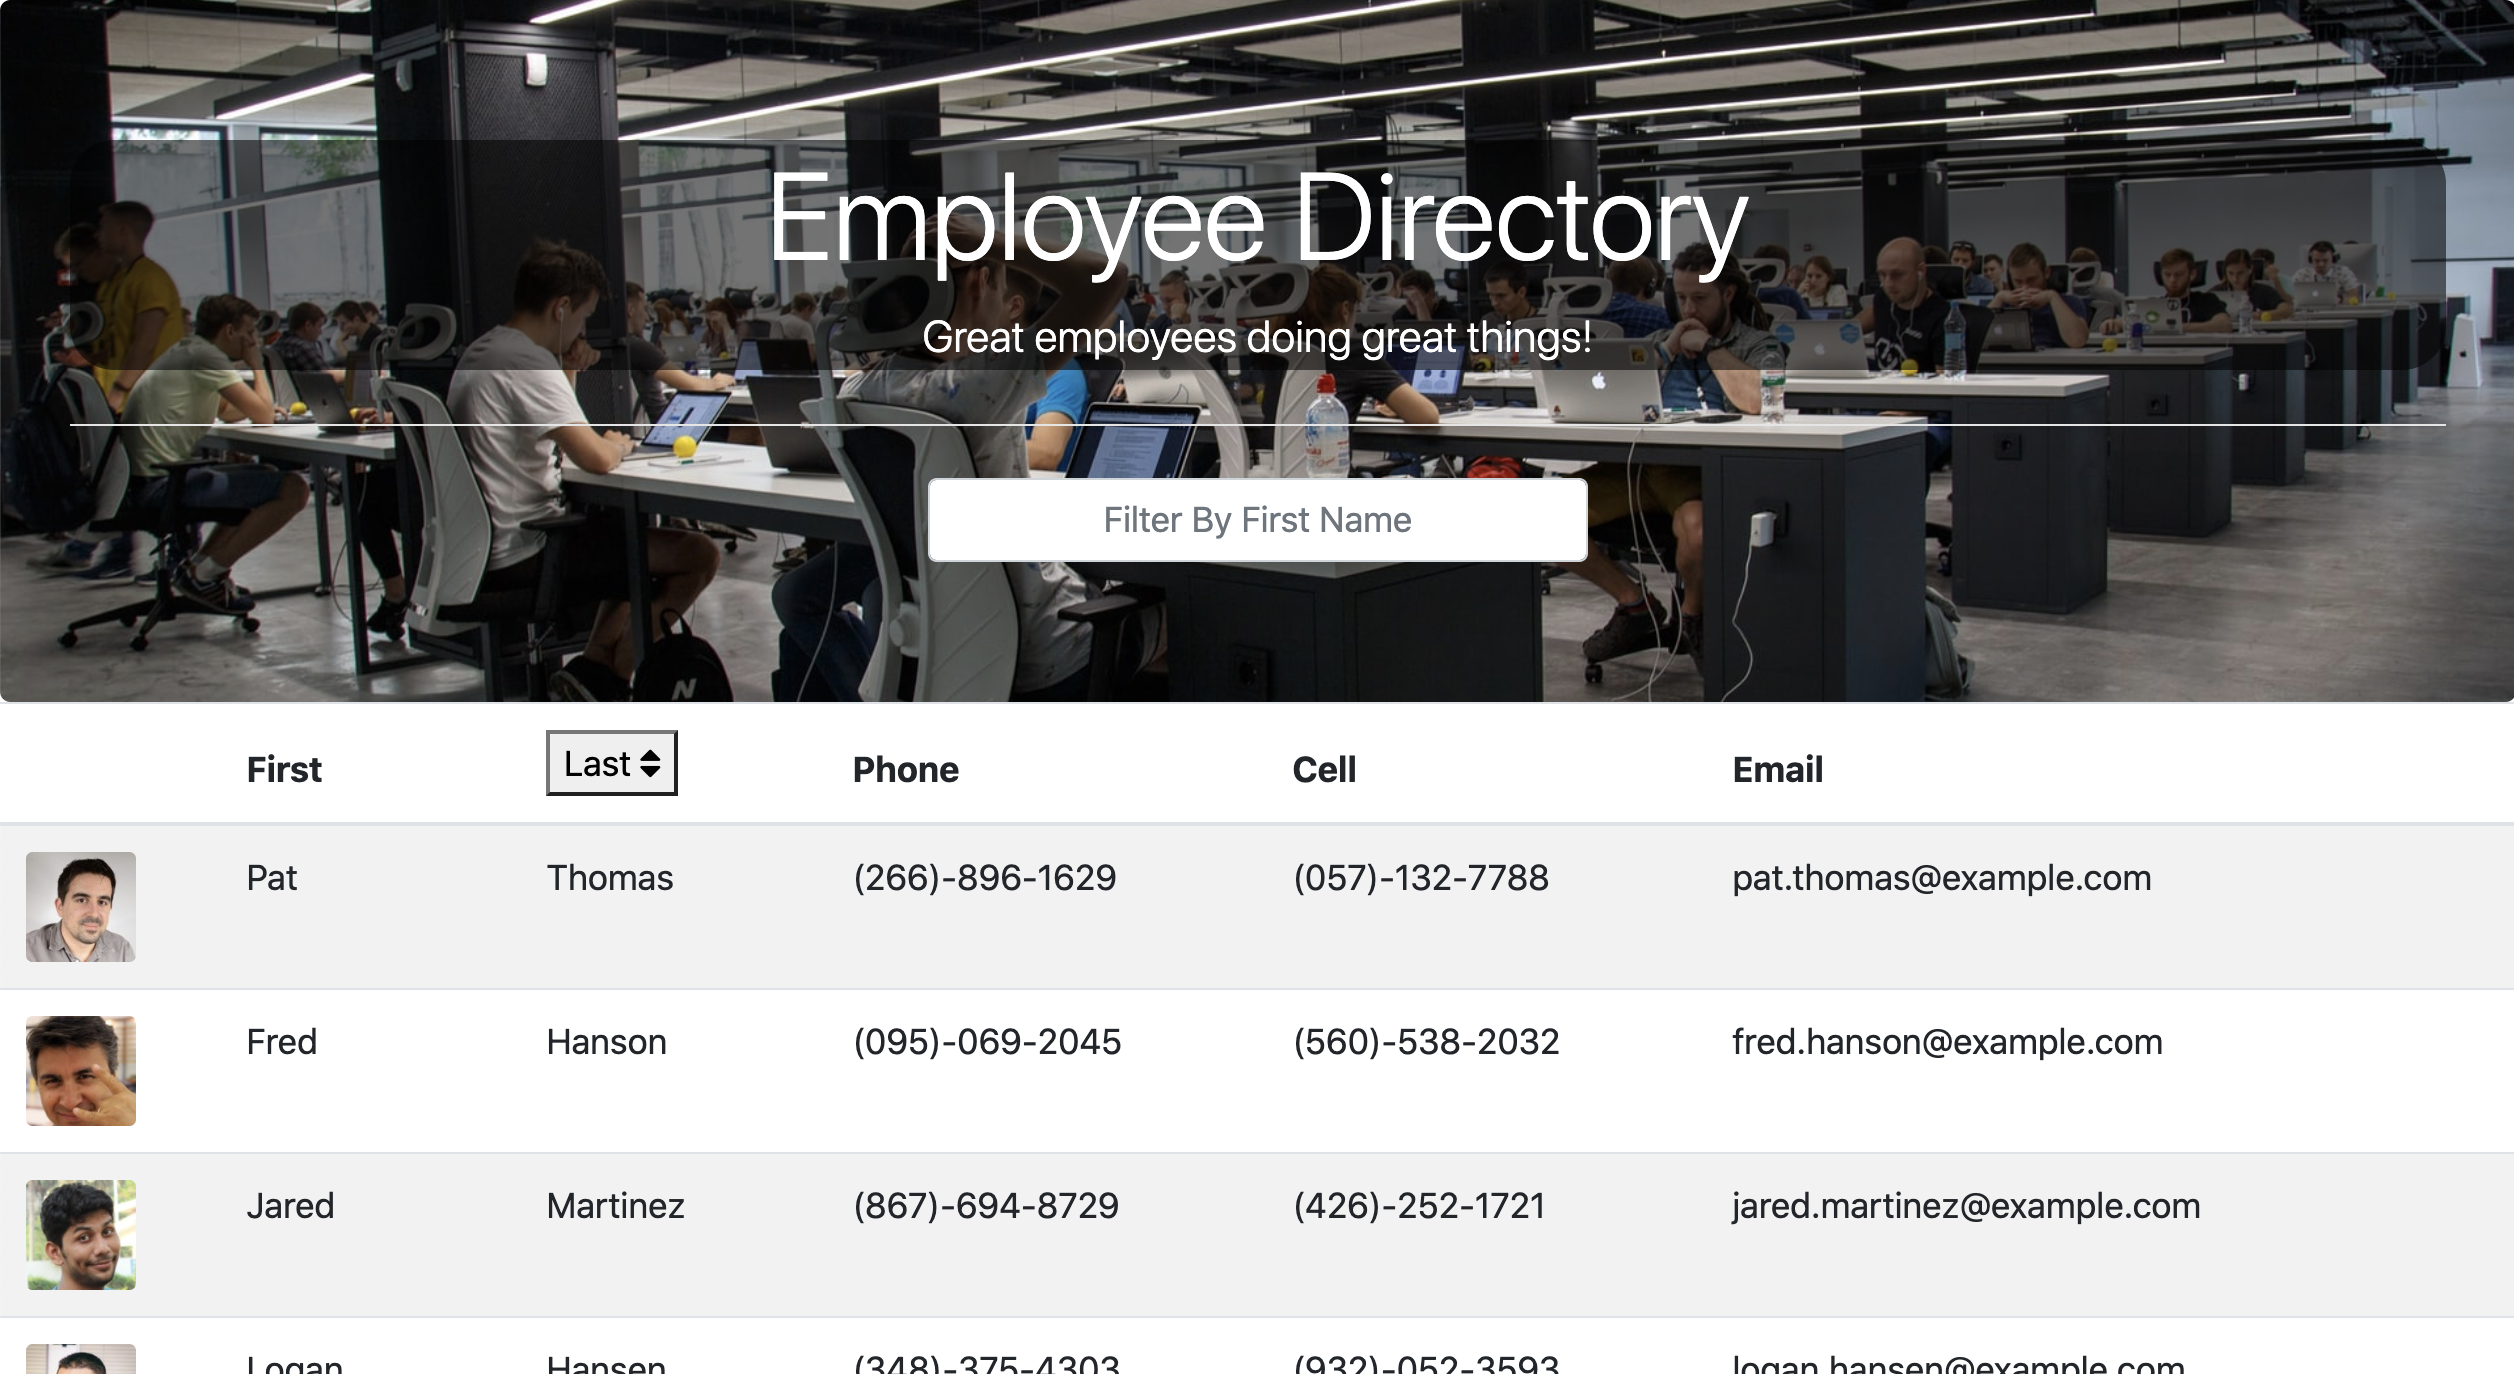 Employee Directory
Great employees doing great things!
Filter By First Name
First Last Phone Cell Email
Pat Thomas (266)-896-1629 (057)-132-7788 pat.thomas@example.com
Fred Hanson (095)-069-2045 (560)-538-2032 fred.hanson@example.com
Jared Martinez (867)-694-8729 (426)-252-1721 jared.martinez@example.com
Logan Hansen (348)-375-4303 (932)-052-3593 logan.hansen@example.com